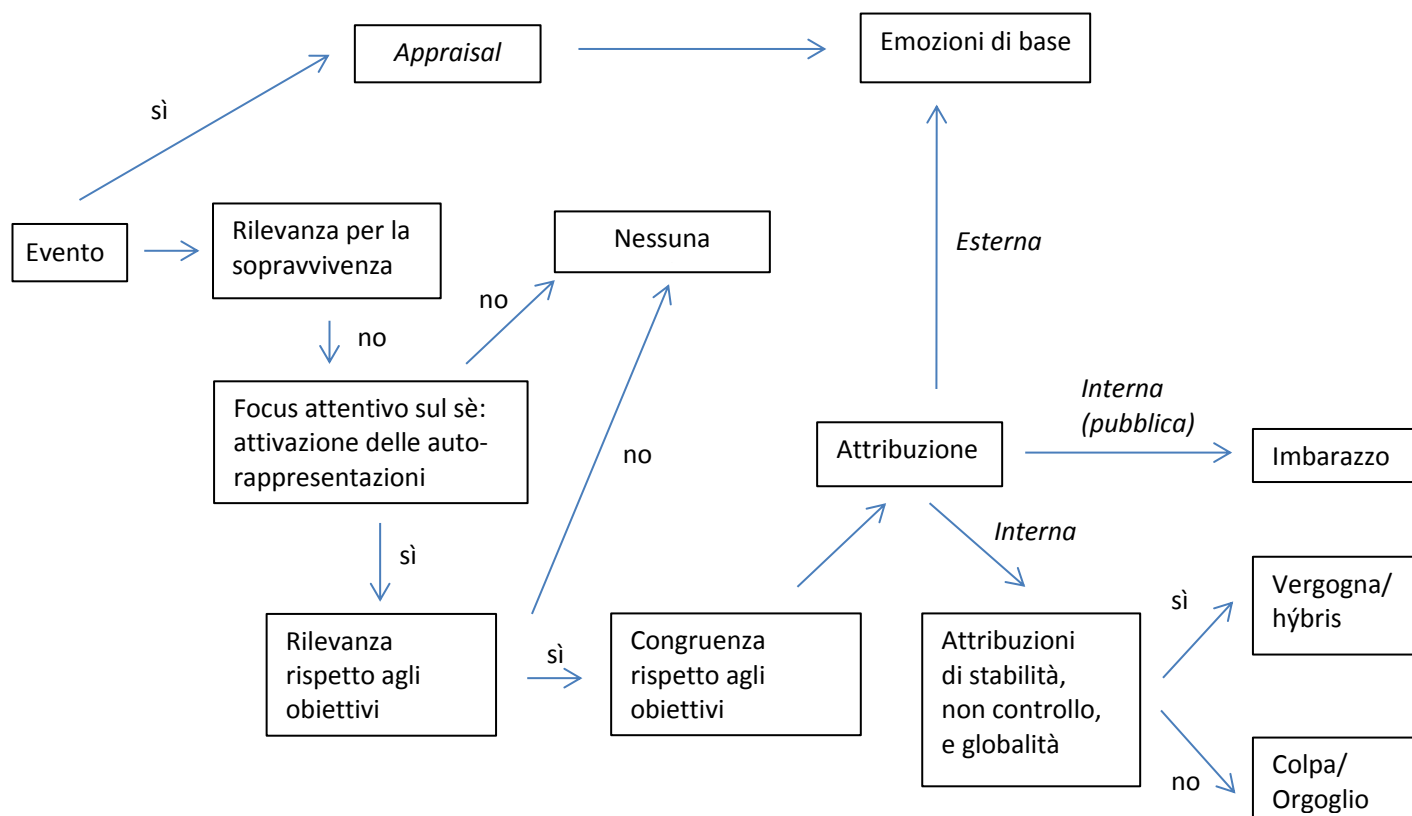 Appraisal
Emozioni di base
sì
Evento
Rilevanza per la
sopravvivenza
Nessuna
Esterna
no
no
Focus attentivo sul sè:
attivazione delle auto-
rappresentazioni
no
Attribuzione
Interna
(pubblica)
Imbarazzo
sì
Interna
Rilevanza
rispetto agli
obiettivi
sì
Congruenza
rispetto agli
obiettivi
Attribuzioni
di stabilità,
non controllo,
e globalità
sì
Vergogna/
hýbris
no
Colpa/
Orgoglio